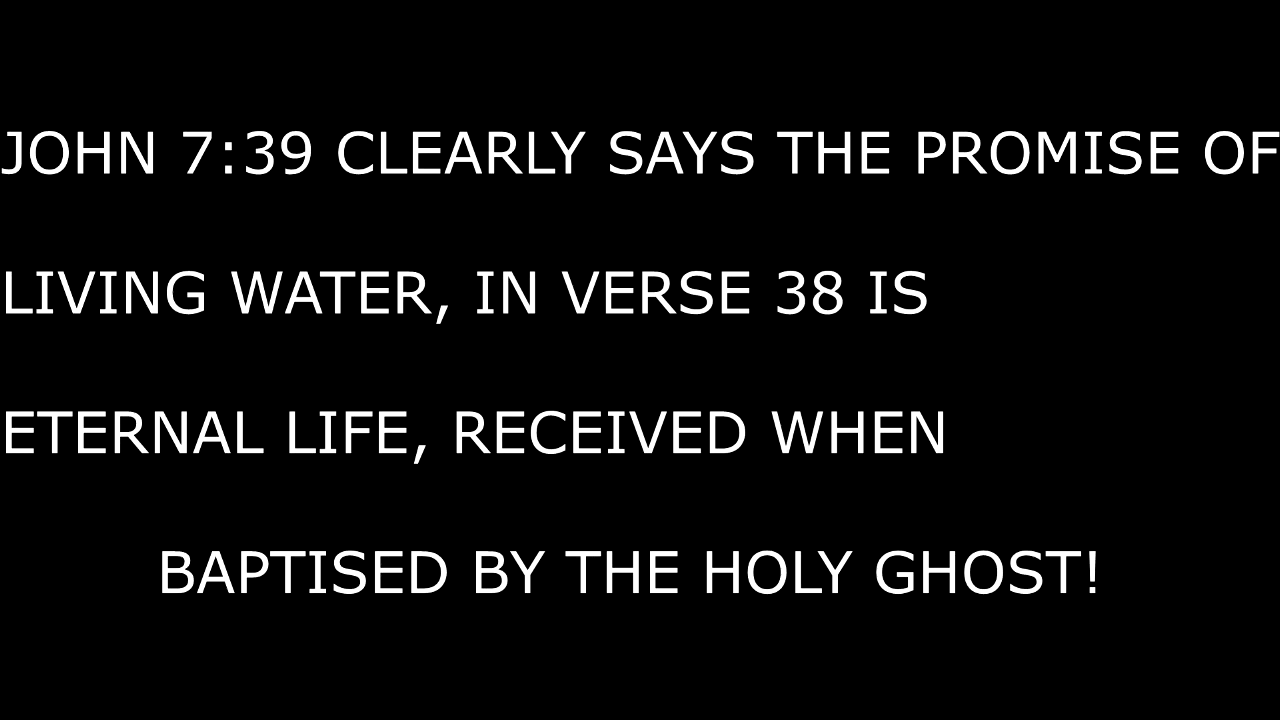 JOHN 7:39 CLEARLY SAYS THE PROMISE OF
LIVING WATER, IN VERSE 38 IS
ETERNAL LIFE, RECEIVED WHEN
BAPTISED BY THE HOLY GHOST!